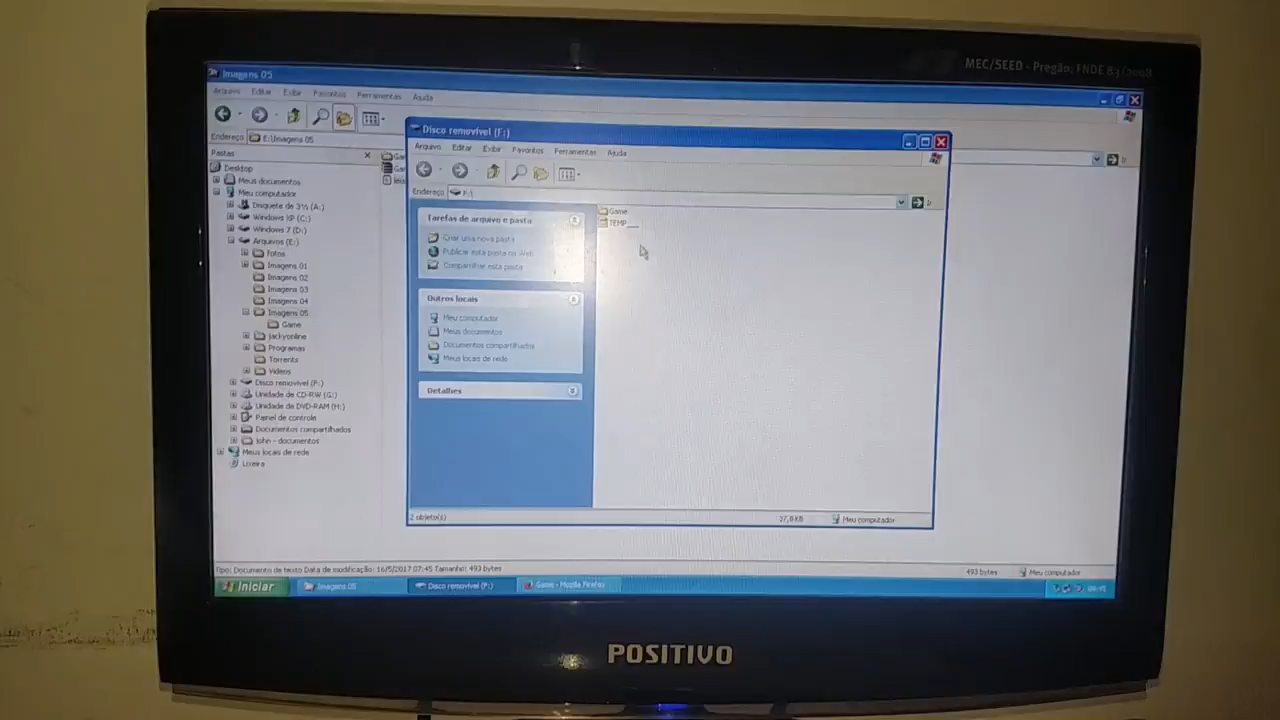 MEC/SEED - Pregão; FNDE 83/2008
Imagens 05
Arquivo Editar Exibir Favoritos Ferramentas Ajuda
Endereço E:\Imagens 05
Pastas
Desktop
Meus documentos
Meu computador
Disquete de 3½ (A:)
Windows XP (C:)
Windows 7 (D:)
Arquivos (E:)
fotos
Imagens 01
Imagens 02
Imagens 03
Imagens 04
Imagens 05
Game
jackyonline
Programas
Torrents
Videos
Disco removível (F:)
Unidade de CD-RW (G:)
Unidade de DVD-RAM (H:)
Painel de controle
Documentos compartilhados
John - documentos
Meus locais de rede
Lixeira
Disco removível (F:)
Arquivo Editar Exibir Favoritos Ferramentas Ajuda
Endereço F:\
Tarefas de arquivo e pasta
Criar uma nova pasta
Publicar esta pasta na Web
Compartilhar esta pasta
Outros locais
Meu computador
Meus documentos
Documentos compartilhados
Meus locais de rede
Detalhes
Game
TEMP__
2 objeto(s) 37,8 KB Meu computador
Tipo: Documento de texto Data de modificação: 16/5/2017 07:45 Tamanho: 493 bytes 493 bytes Meu computador
Iniciar Imagens 05 Disco removível (F:) Game - Mozilla Firefox
POSITIVO